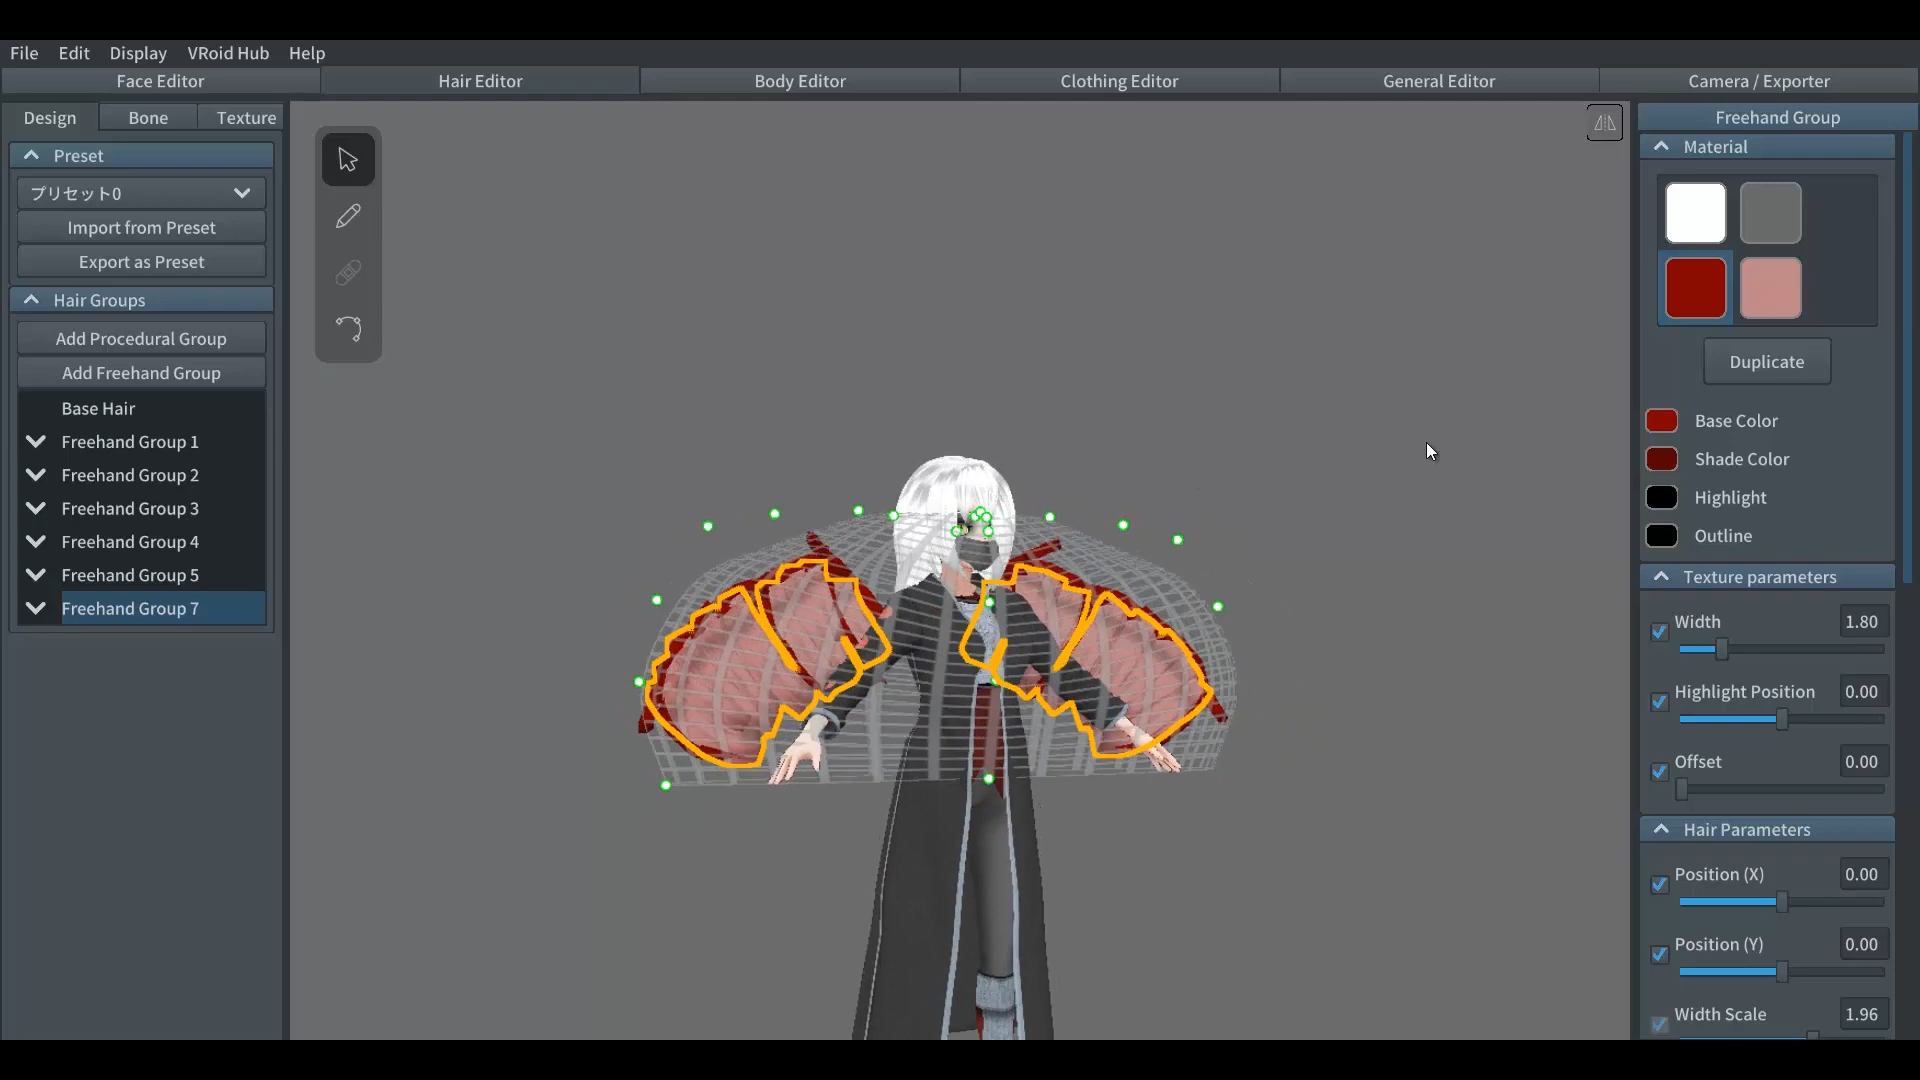 File Edit Display VRoid Hub Help
Face Editor Hair Editor Body Editor Clothing Editor General Editor Camera / Exporter
Design Bone Texture
Preset
プリセット0
Import from Preset
Export as Preset
Hair Groups
Add Procedural Group
Add Freehand Group
Base Hair
Freehand Group 1
Freehand Group 2
Freehand Group 3
Freehand Group 4
Freehand Group 5
Freehand Group 7
Freehand Group
Material
Duplicate
Base Color
Shade Color
Highlight
Outline
Texture parameters
Width 1.80
Highlight Position 0.00
Offset 0.00
Hair Parameters
Position (X) 0.00
Position (Y) 0.00
Width Scale 1.96